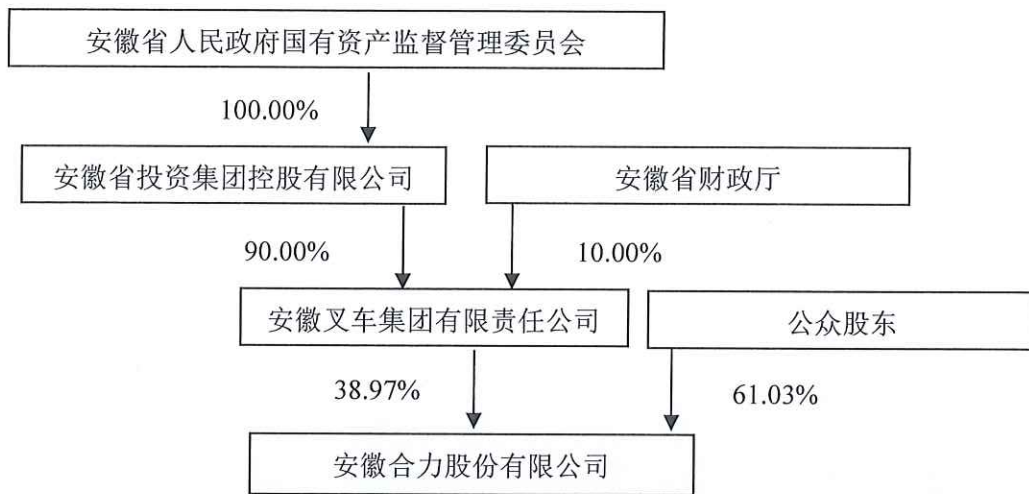 安徽省人民政府国有资产监督管理委员会
100.00%
安徽省投资集团控股有限公司
安徽省财政厅
90.00%
10.00%
安徽叉车集团有限责任公司
公众股东
38.97%
61.03%
安徽合力股份有限公司